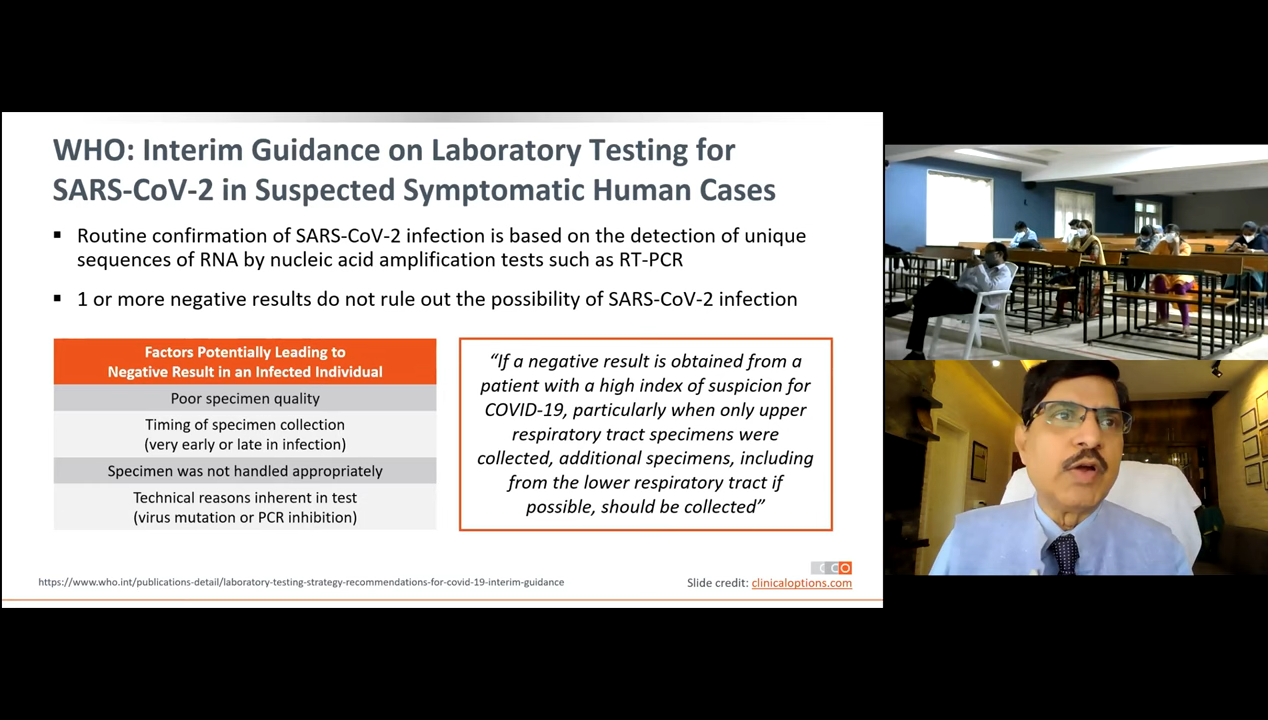 WHO: Interim Guidance on Laboratory Testing for
SARS-CoV-2 in Suspected Symptomatic Human Cases
▪ Routine confirmation of SARS-CoV-2 infection is based on the detection of unique
sequences of RNA by nucleic acid amplification tests such as RT-PCR
▪ 1 or more negative results do not rule out the possibility of SARS-CoV-2 infection
Factors Potentially Leading to
Negative Result in an Infected Individual
Poor specimen quality
Timing of specimen collection
(very early or late in infection)
Specimen was not handled appropriately
Technical reasons inherent in test
(virus mutation or PCR inhibition)
“If a negative result is obtained from a
patient with a high index of suspicion for
COVID-19, particularly when only upper
respiratory tract specimens were
collected, additional specimens, including
from the lower respiratory tract if
possible, should be collected”
https://www.who.int/publications-detail/laboratory-testing-strategy-recommendations-for-covid-19-interim-guidance
CCO
Slide credit: clinicaloptions.com